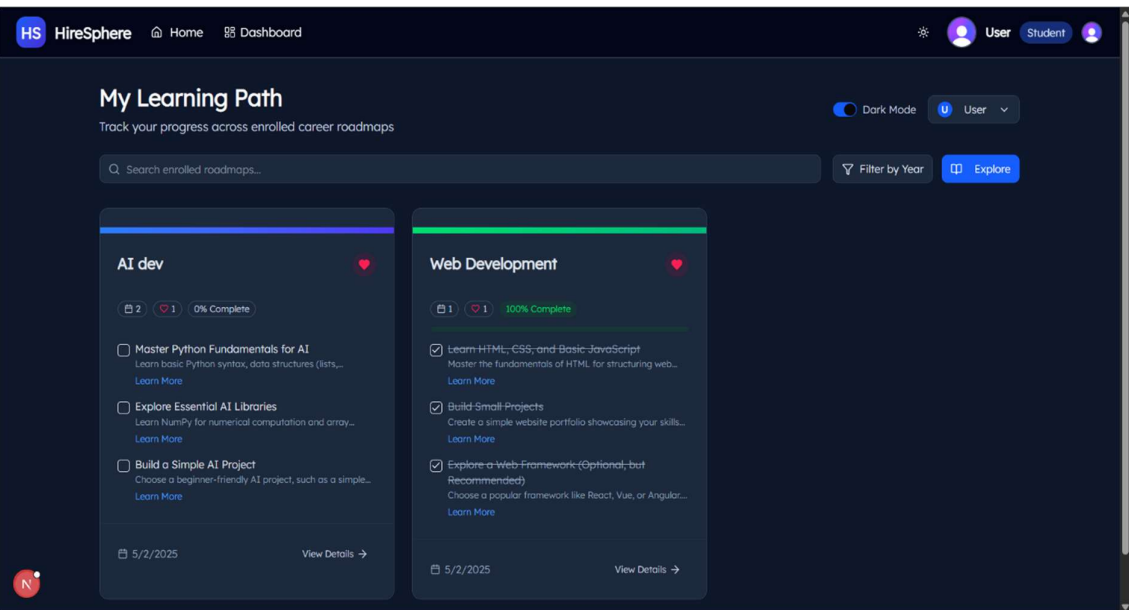 HS HireSphere Home Dashboard User Student
My Learning Path
Track your progress across enrolled career roadmaps
Dark Mode U User
Search enrolled roadmaps...
Filter by Year Explore
AI dev
2 1 0% Complete
Master Python Fundamentals for AI
Learn basic Python syntax, data structures (lists,...
Learn More
Explore Essential AI Libraries
Learn NumPy for numerical computation and array...
Learn More
Build a Simple AI Project
Choose a beginner-friendly AI project, such as a simple...
Learn More
5/2/2025 View Details →
Web Development
1 1 100% Complete
Learn HTML, CSS, and Basic JavaScript
Master the fundamentals of HTML for structuring web...
Learn More
Build Small Projects
Create a simple website portfolio showcasing your skills...
Learn More
Explore a Web Framework (Optional, but
Recommended)
Choose a popular framework like React, Vue, or Angular....
Learn More
5/2/2025 View Details →
N